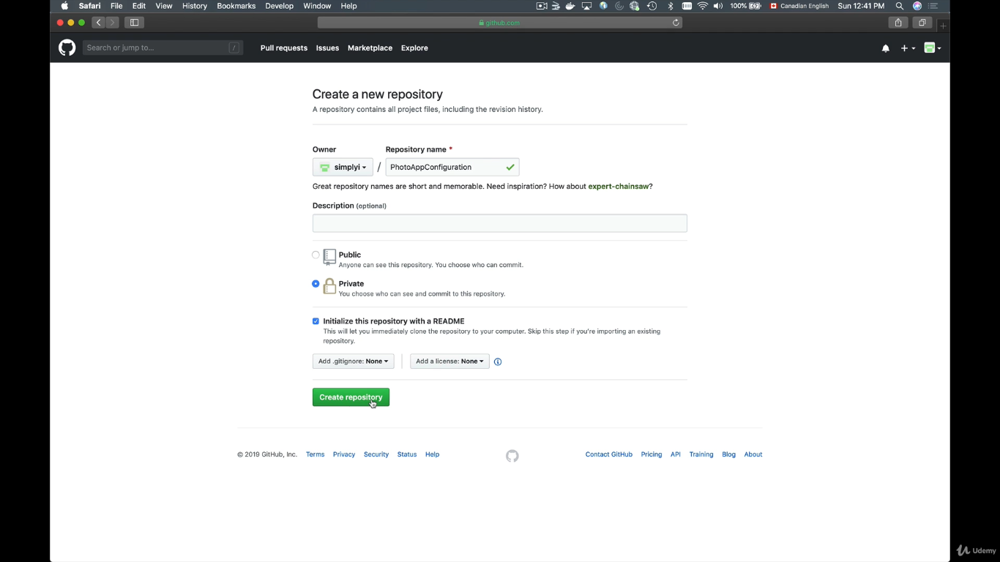 Safari File Edit View History Bookmarks Develop Window Help 100% Canadian English Sun 12:41 PM
github.com
Search or jump to... / Pull requests Issues Marketplace Explore
Create a new repository
A repository contains all project files, including the revision history.
Owner Repository name *
simplyi / PhotoAppConfiguration
Great repository names are short and memorable. Need inspiration? How about expert-chainsaw?
Description (optional)
Public
Anyone can see this repository. You choose who can commit.
Private
You choose who can see and commit to this repository.
Initialize this repository with a README
This will let you immediately clone the repository to your computer. Skip this step if you're importing an existing
repository.
Add .gitignore: None Add a license: None
Create repository
© 2019 GitHub, Inc. Terms Privacy Security Status Help Contact GitHub Pricing API Training Blog About
Udemy